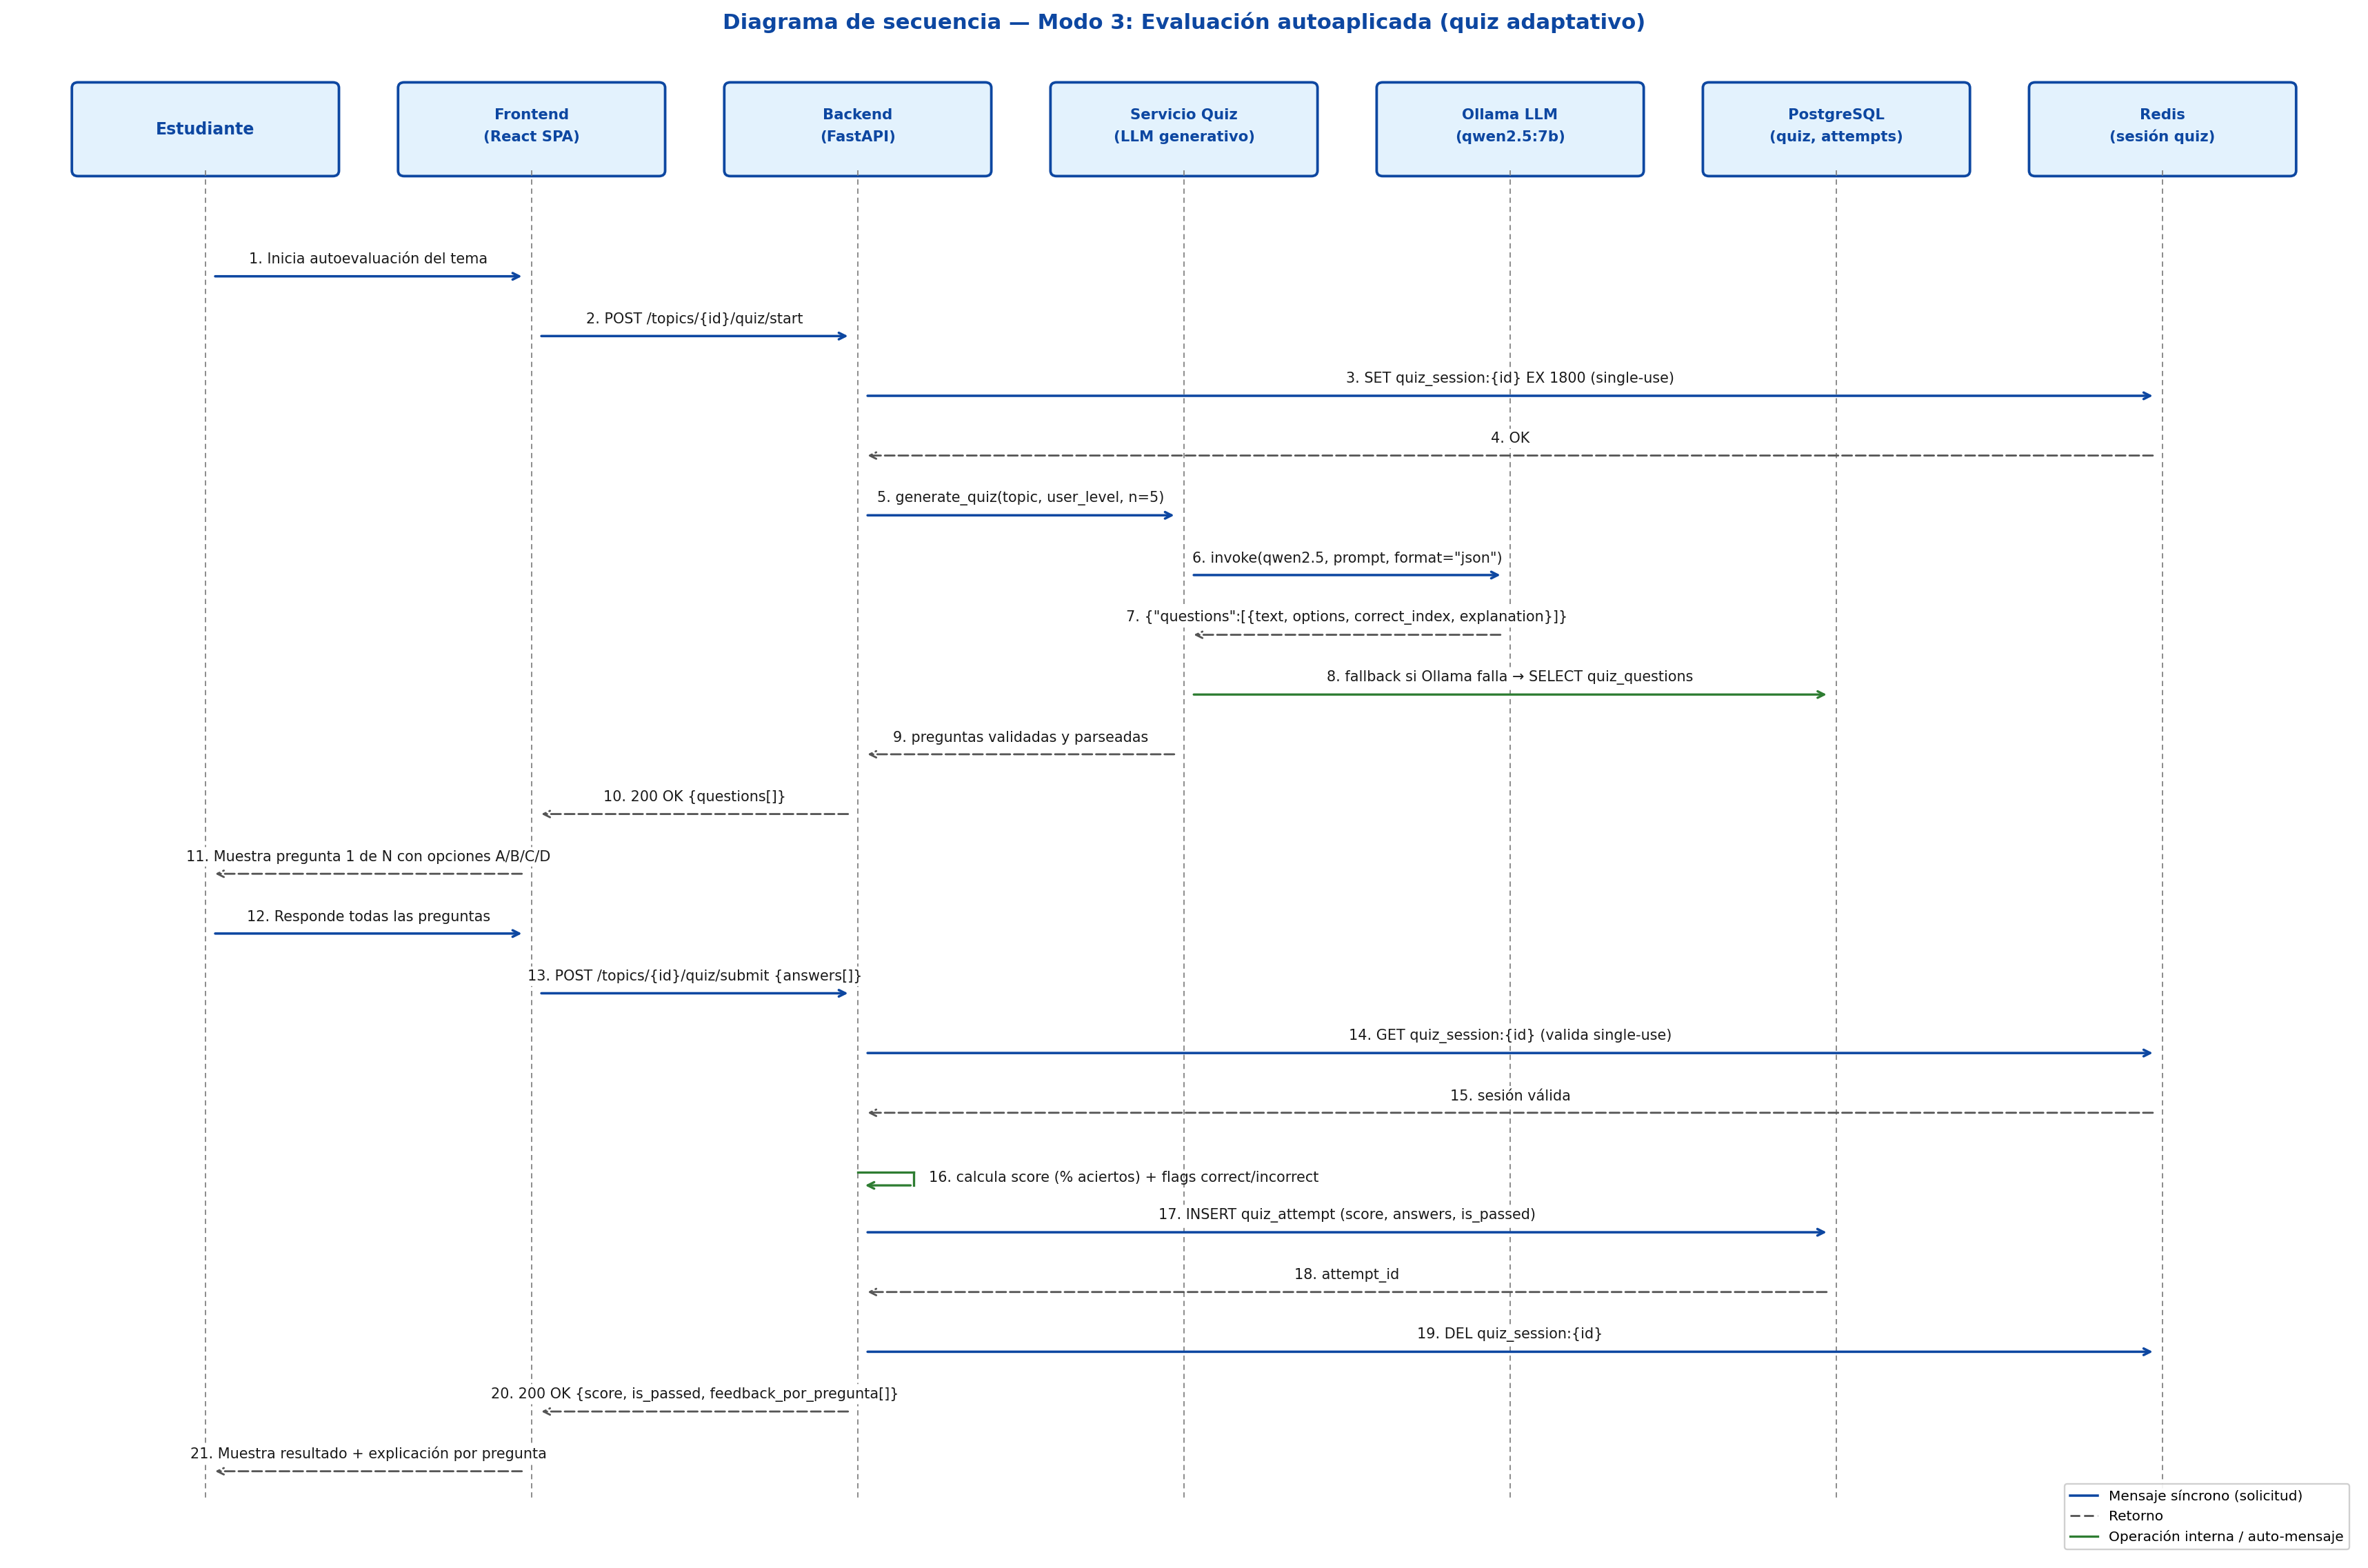 Diagrama de secuencia — Modo 3: Evaluación autoaplicada (quiz adaptativo)
Estudiante
Frontend
(React SPA)
Backend
(FastAPI)
Servicio Quiz
(LLM generativo)
Ollama LLM
(qwen2.5:7b)
PostgreSQL
(quiz, attempts)
Redis
(sesión quiz)
1. Inicia autoevaluación del tema
2. POST /topics/{id}/quiz/start
3. SET quiz_session:{id} EX 1800 (single-use)
4. OK
5. generate_quiz(topic, user_level, n=5)
6. invoke(qwen2.5, prompt, format="json")
7. {"questions":[{text, options, correct_index, explanation}]}
8. fallback si Ollama falla → SELECT quiz_questions
9. preguntas validadas y parseadas
10. 200 OK {questions[]}
11. Muestra pregunta 1 de N con opciones A/B/C/D
12. Responde todas las preguntas
13. POST /topics/{id}/quiz/submit {answers[]}
14. GET quiz_session:{id} (valida single-use)
15. sesión válida
16. calcula score (% aciertos) + flags correct/incorrect
17. INSERT quiz_attempt (score, answers, is_passed)
18. attempt_id
19. DEL quiz_session:{id}
20. 200 OK {score, is_passed, feedback_por_pregunta[]}
21. Muestra resultado + explicación por pregunta
Mensaje síncrono (solicitud)
Retorno
Operación interna / auto-mensaje